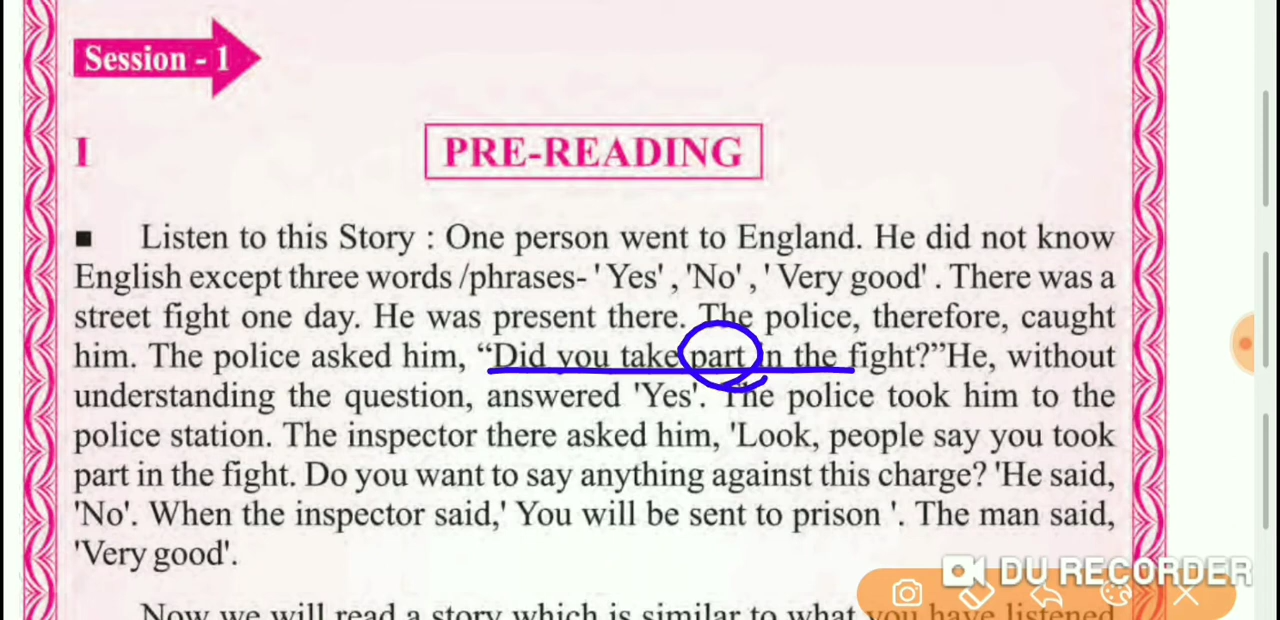 Session - 1
I
PRE-READING
■ Listen to this Story : One person went to England. He did not know
English except three words /phrases- ' Yes' , 'No' , ' Very good' . There was a
street fight one day. He was present there. The police, therefore, caught
him. The police asked him, “Did you take part in the fight?”He, without
understanding the question, answered 'Yes'. The police took him to the
police station. The inspector there asked him, 'Look, people say you took
part in the fight. Do you want to say anything against this charge? 'He said,
'No'. When the inspector said,' You will be sent to prison '. The man said,
'Very good'.
DU RECORDER
Now we will read a story which is similar to what you have listened